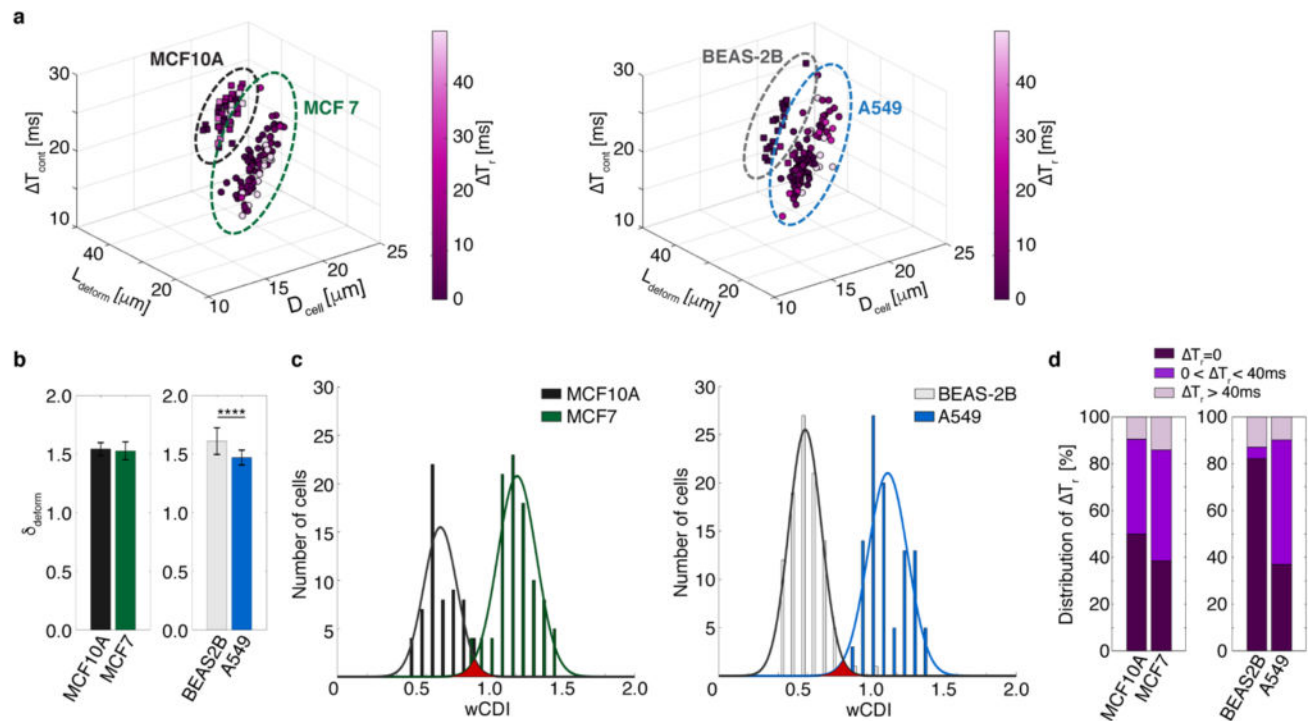 a
MCF10A
MCF 7
30
20
10
ΔT_cont [ms]
40
20
L_deform [μm]
10
15
20
25
D_cell [μm]
40
30
20
10
0
ΔT_r [ms]
BEAS-2B
A549
30
20
10
ΔT_cont [ms]
40
20
L_deform [μm]
10
15
20
25
D_cell [μm]
40
30
20
10
0
ΔT_r [ms]
b
2.0
1.5
1.0
0.5
0.0
δ_deform
MCF10A
MCF7
2.0
1.5
1.0
0.5
0.0
****
BEAS2B
A549
c
30
25
20
15
10
5
Number of cells
MCF10A
MCF7
0
0.5
1.0
1.5
2.0
wCDI
30
25
20
15
10
5
Number of cells
BEAS-2B
A549
0
0.5
1.0
1.5
2.0
wCDI
d
ΔT_r=0
0 < ΔT_r < 40ms
ΔT_r > 40ms
100
80
60
40
20
0
Distribution of ΔT_r [%]
MCF10A
MCF7
100
80
60
40
20
0
BEAS2B
A549